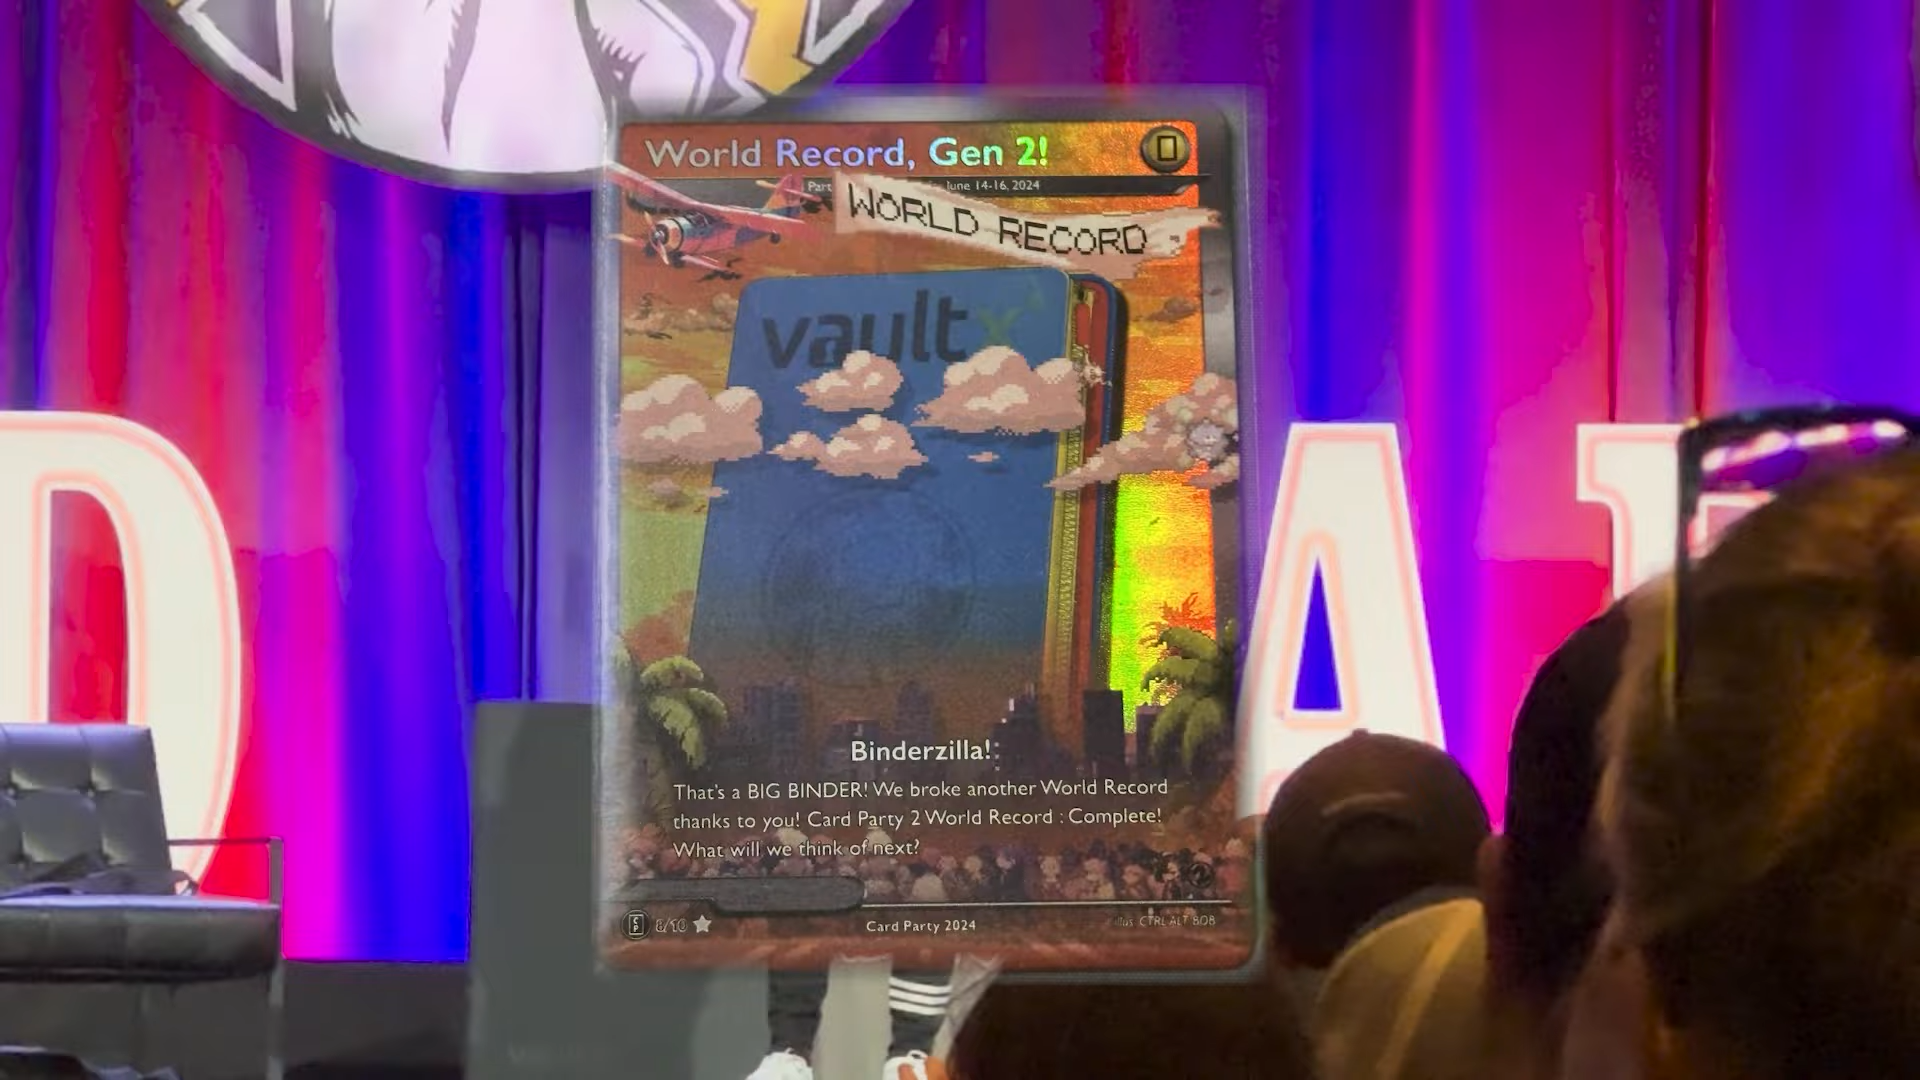 World Record, Gen 2!
June 14-16, 2024
WORLD RECORD
vault x
D
A
Binderzilla!
That's a BIG BINDER! We broke another World Record
thanks to you! Card Party 2 World Record : Complete!
What will we think of next?
8/10
Card Party 2024
illus. CTRL ALT 808